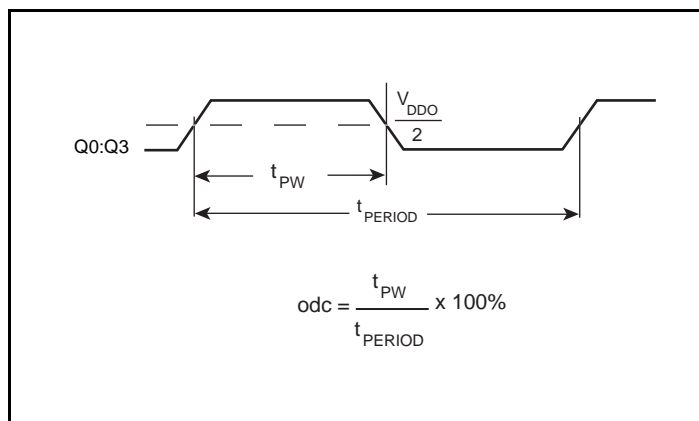 V_DDO
2
Q0:Q3
t_PW
t_PERIOD
odc = t_PW / t_PERIOD x 100%